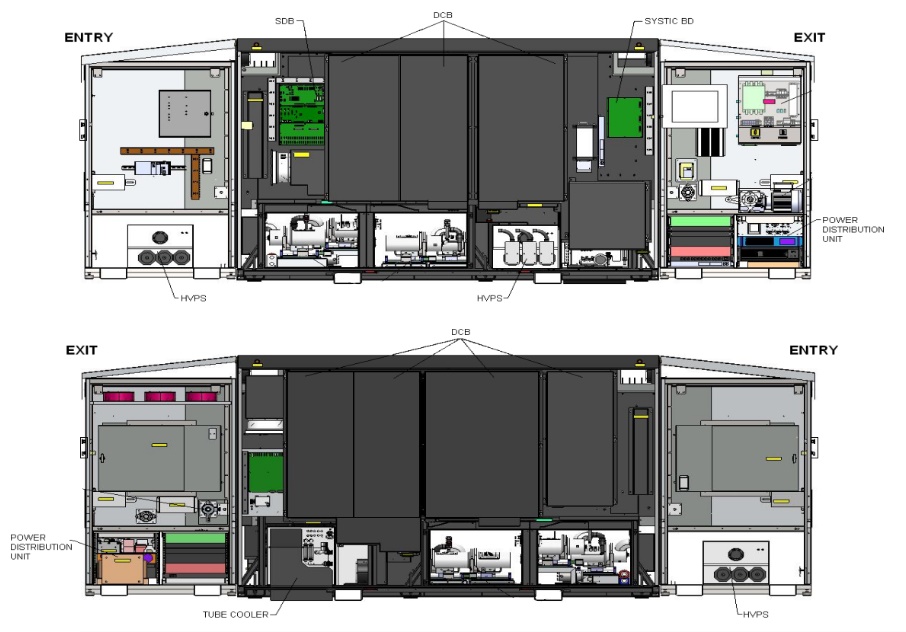 SDB
DCB
SYSTIC BD
ENTRY
EXIT
POWER
DISTRIBUTION
UNIT
HVPS
HVPS
DCB
EXIT
ENTRY
POWER
DISTRIBUTION
UNIT
TUBE COOLER
HVPS